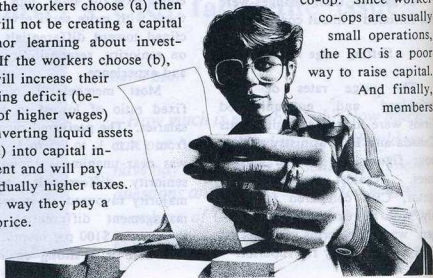 the workers choose (a) then
ill not be creating a capital
nor learning about invest-
If the workers choose (b),
ill increase their
ing deficit (be-
of higher wages)
nverting liquid assets
) into capital in-
ent and will pay
dually higher taxes.
way they pay a
price.
co-op. Since worker
co-ops are usually
small operations,
the RIC is a poor
way to raise capital.
And finally,
members